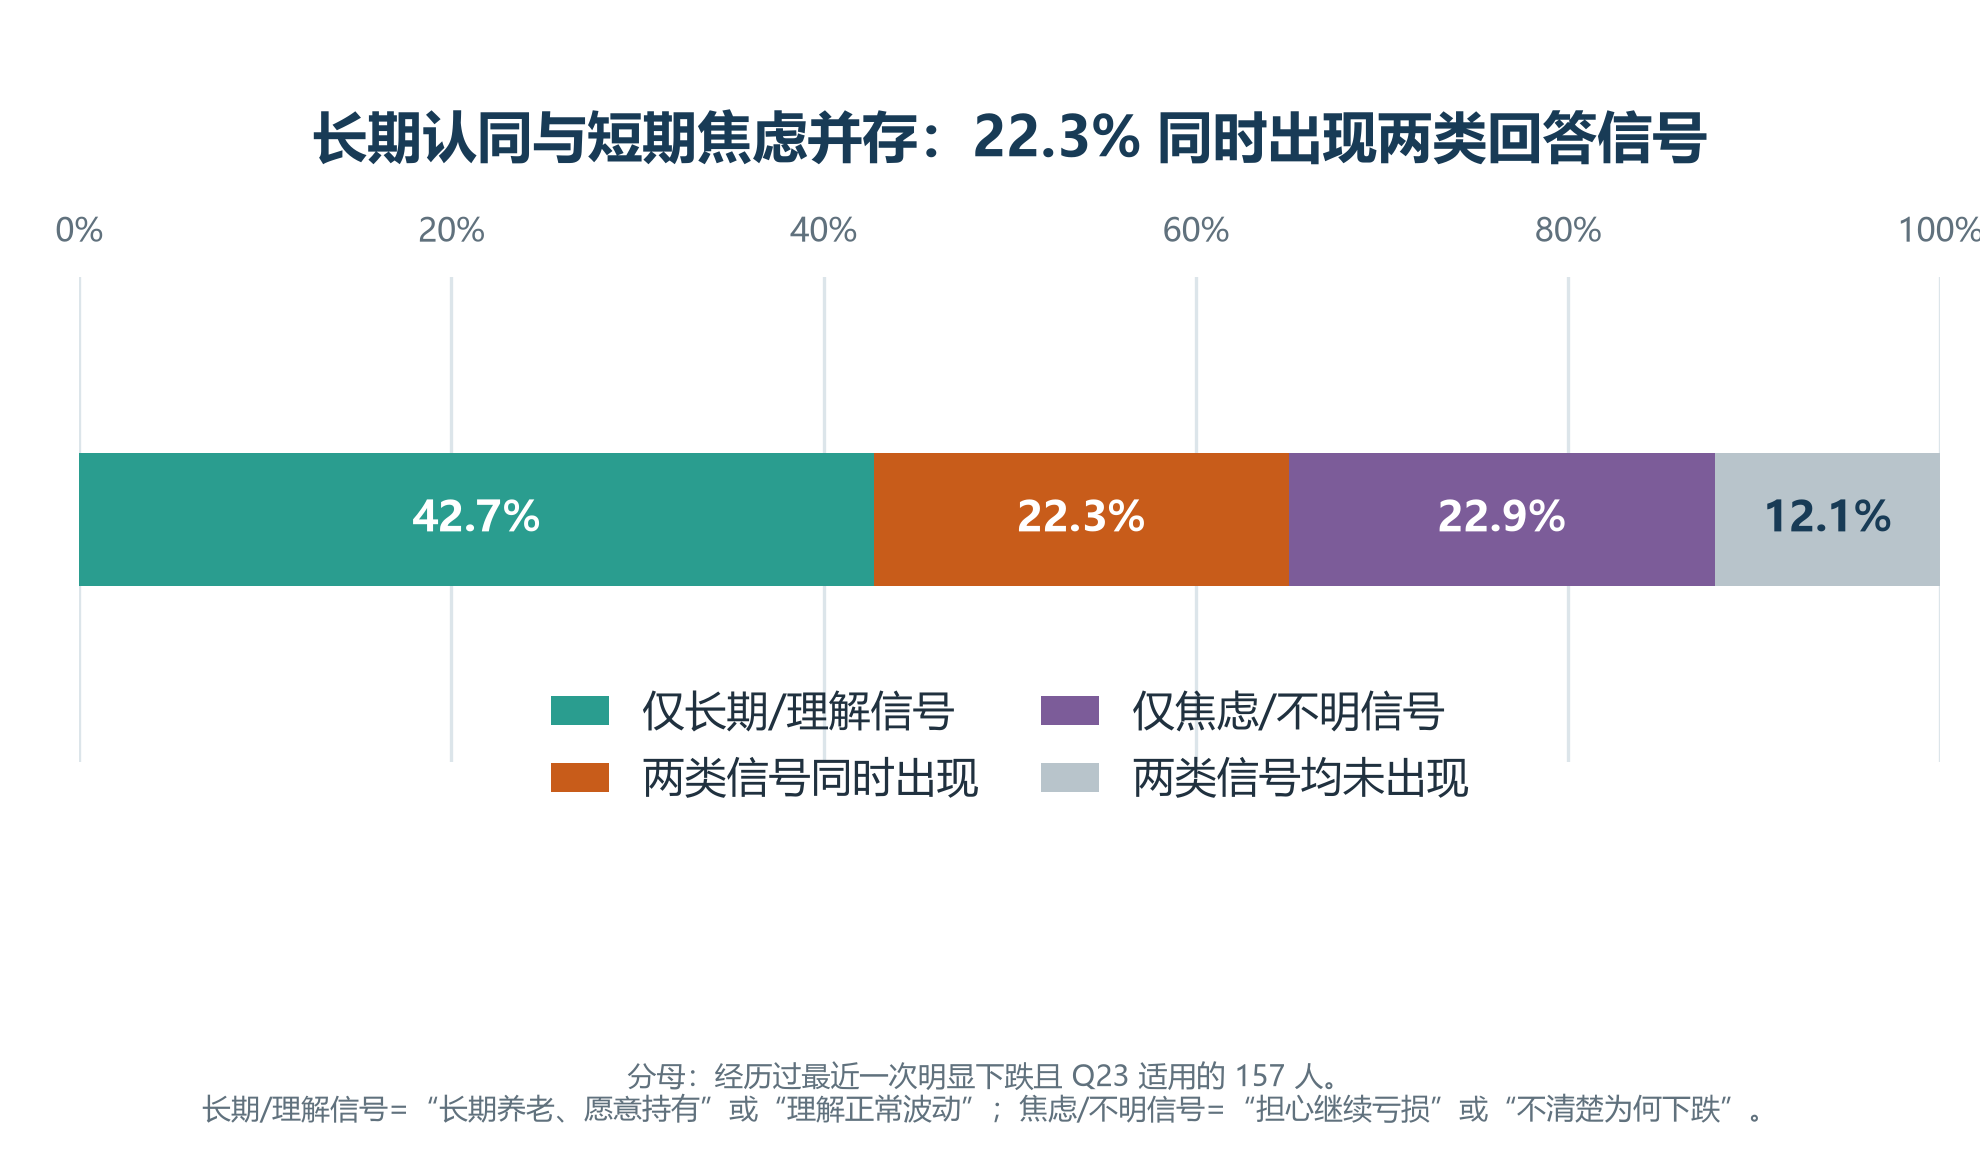 长期认同与短期焦虑并存：22.3% 同时出现两类回答信号
0% 20% 40% 60% 80% 100%
42.7% 22.3% 22.9% 12.1%
仅长期/理解信号 仅焦虑/不明信号
两类信号同时出现 两类信号均未出现
分母：经历过最近一次明显下跌且 Q23 适用的 157 人。
长期/理解信号=“长期养老、愿意持有”或“理解正常波动”；焦虑/不明信号=“担心继续亏损”或“不清楚为何下跌”。